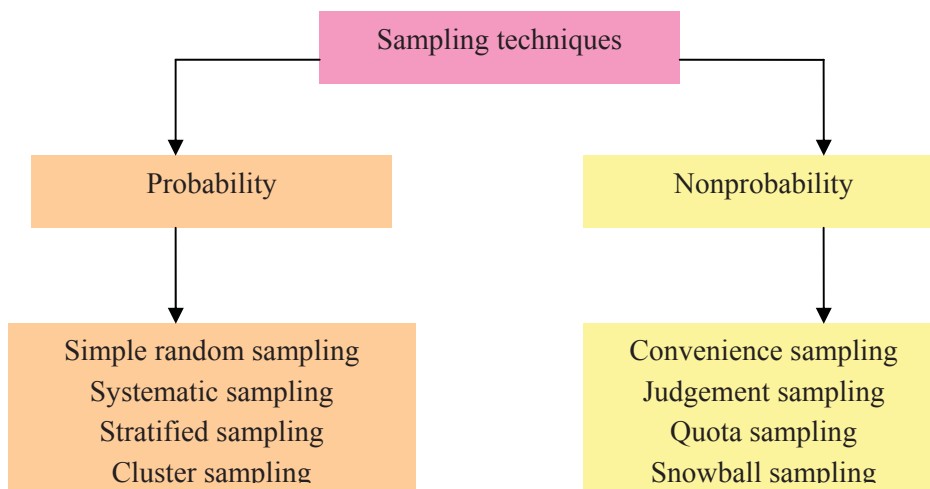 Sampling techniques
Probability
Nonprobability
Simple random sampling
Systematic sampling
Stratified sampling
Cluster sampling
Convenience sampling
Judgement sampling
Quota sampling
Snowball sampling